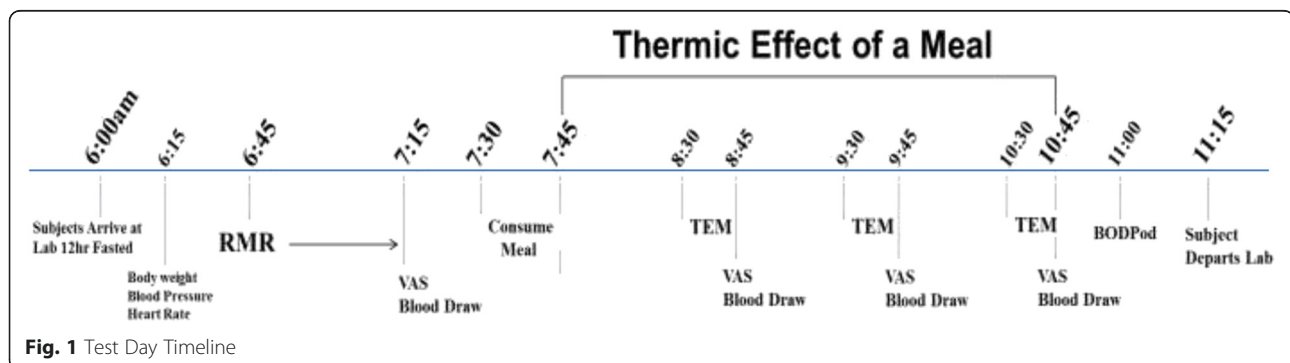 Thermic Effect of a Meal
6:00am
6:15
6:45
7:15
7:30
7:45
8:30
8:45
9:30
9:45
10:30
10:45
11:00
11:15
Subjects Arrive at
Lab 12hr Fasted
Body weight
Blood Pressure
Heart Rate
RMR
VAS
Blood Draw
Consume
Meal
TEM
VAS
Blood Draw
TEM
VAS
Blood Draw
TEM
VAS
Blood Draw
BODPod
Subject
Departs Lab
Fig. 1 Test Day Timeline